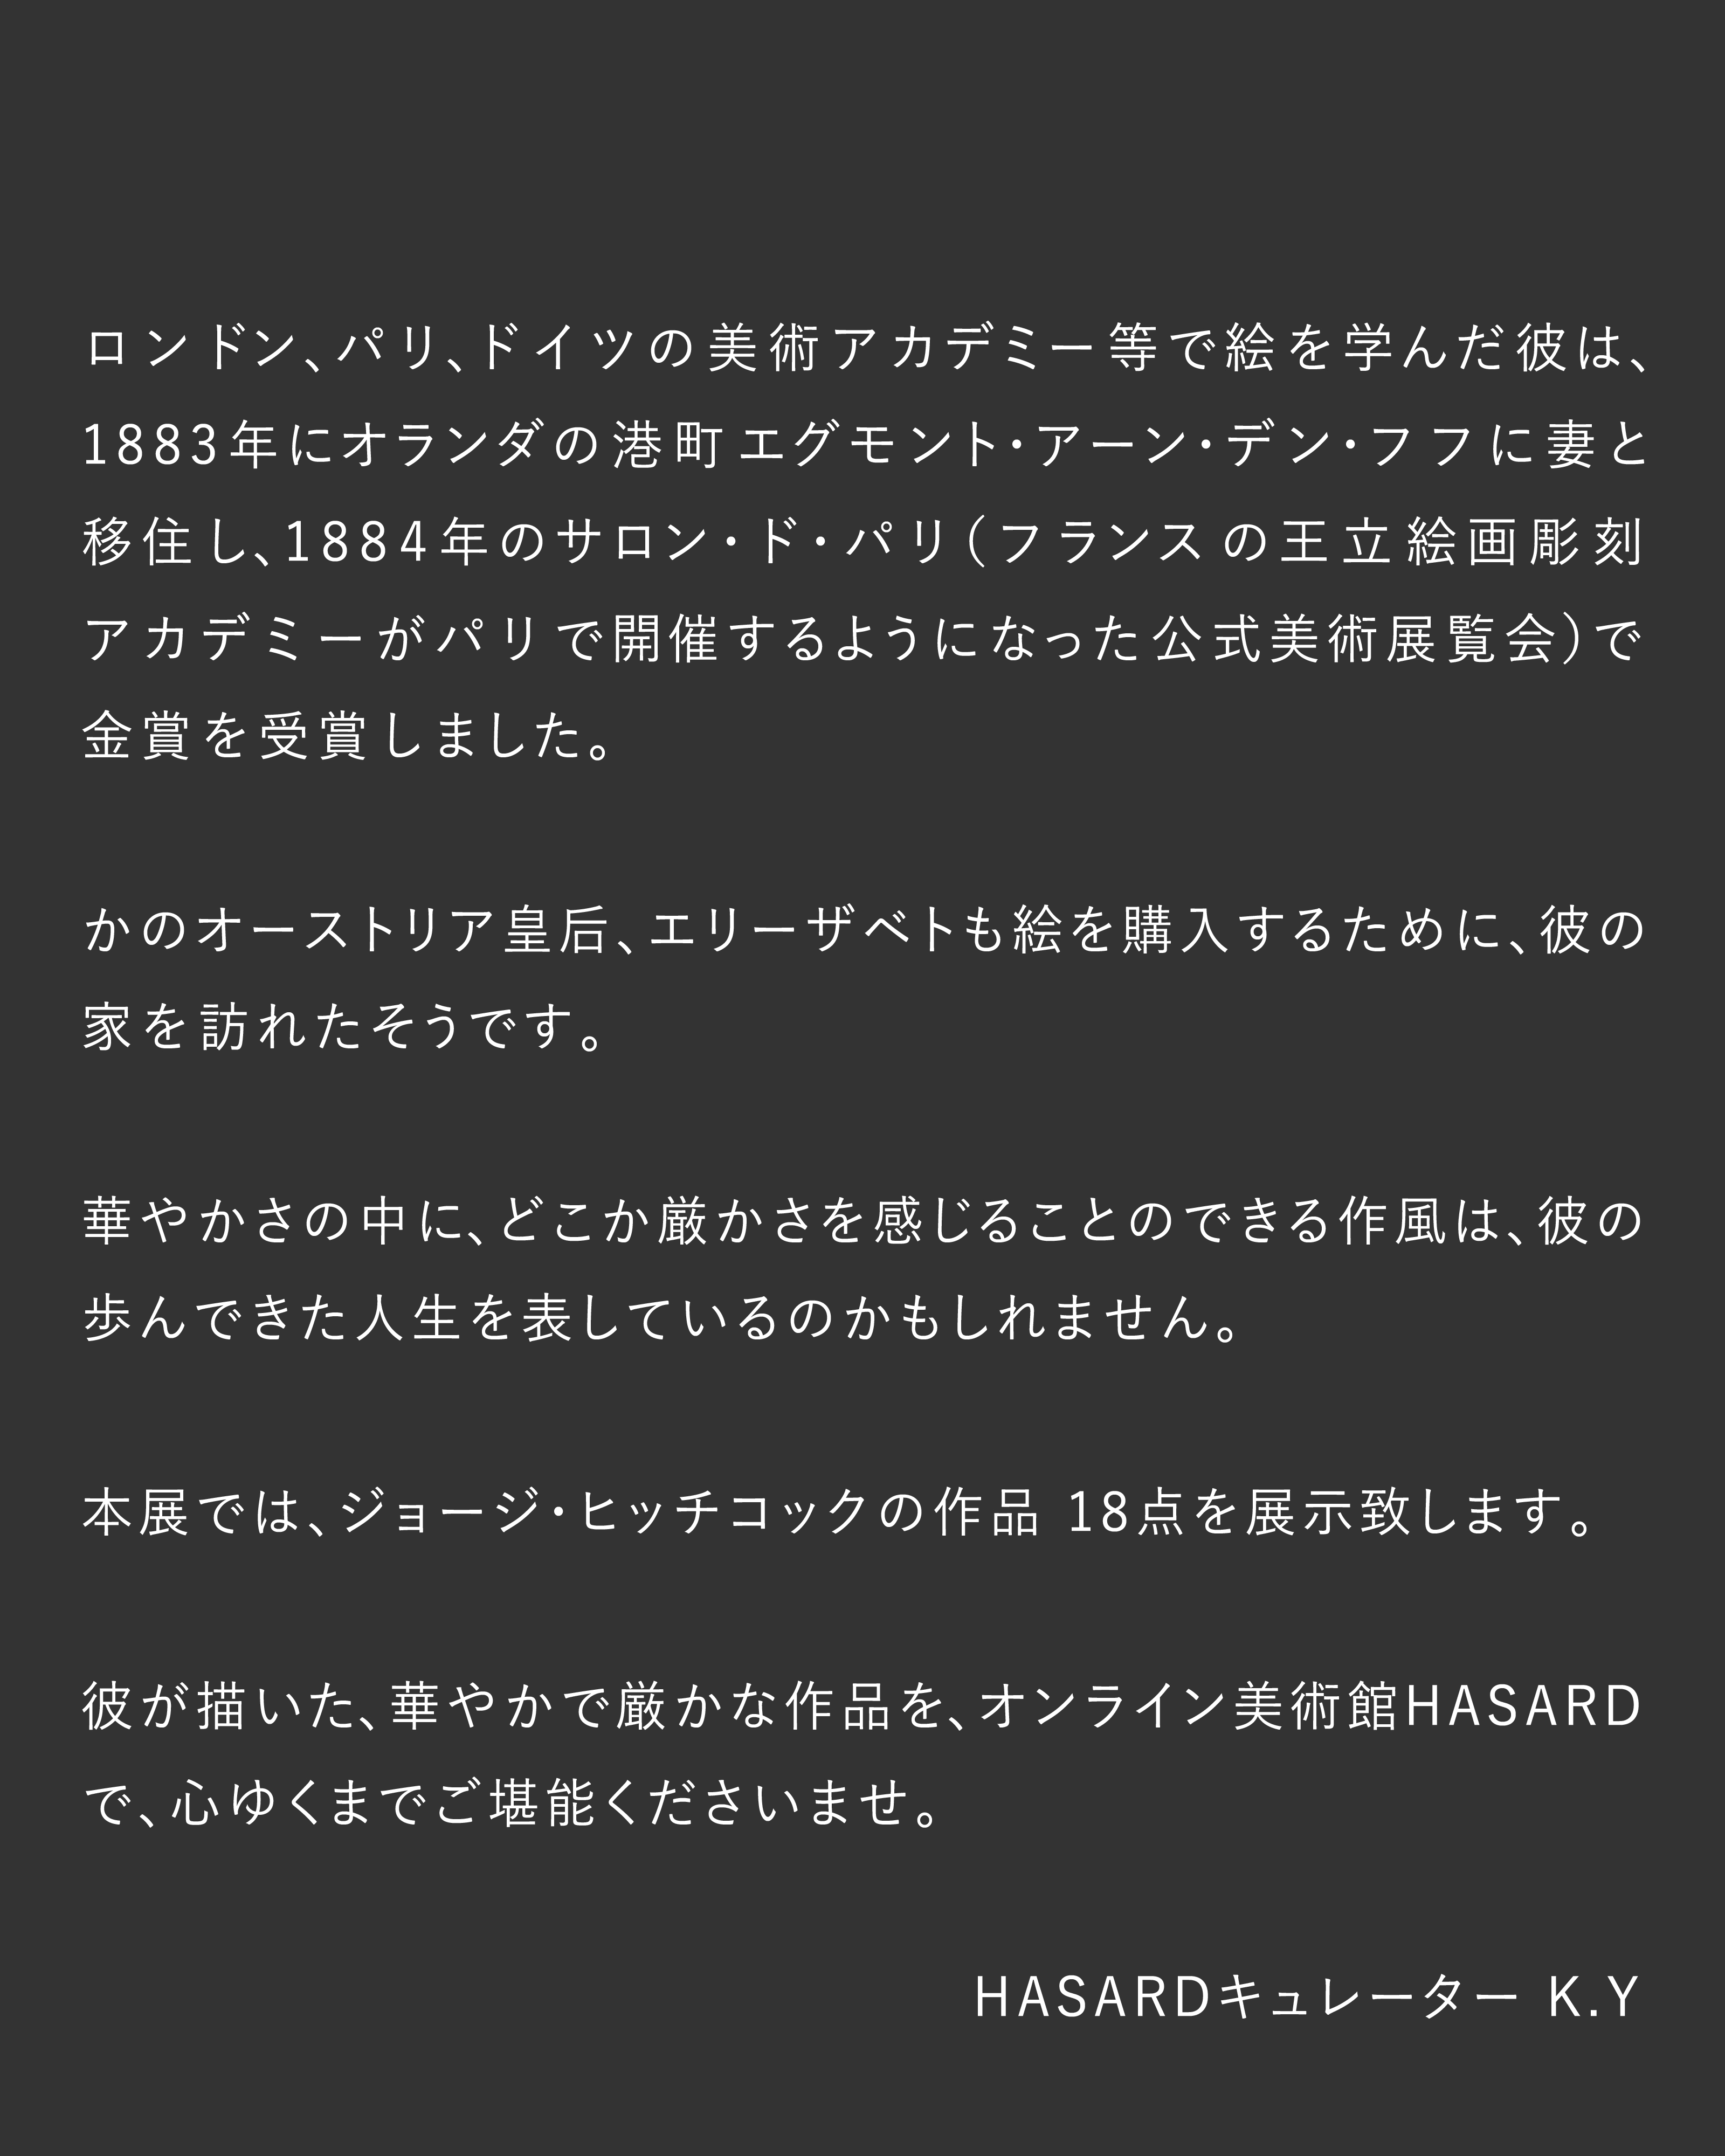 ロンドン、パリ、ドイツの美術アカデミー等で絵を学んだ彼は、
1883年にオランダの港町エグモント・アーン・デン・フフに妻と
移住し、1884年のサロン・ド・パリ（フランスの王立絵画彫刻
アカデミーがパリで開催するようになった公式美術展覧会）で
金賞を受賞しました。
かのオーストリア皇后、エリーザベトも絵を購入するために、彼の
家を訪れたそうです。
華やかさの中に、どこか厳かさを感じることのできる作風は、彼の
歩んできた人生を表しているのかもしれません。
本展では、ジョージ・ヒッチコックの作品 18点を展示致します。
彼が描いた、華やかで厳かな作品を、オンライン美術館HASARD
で、心ゆくまでご堪能くださいませ。
HASARDキュレーター K.Y